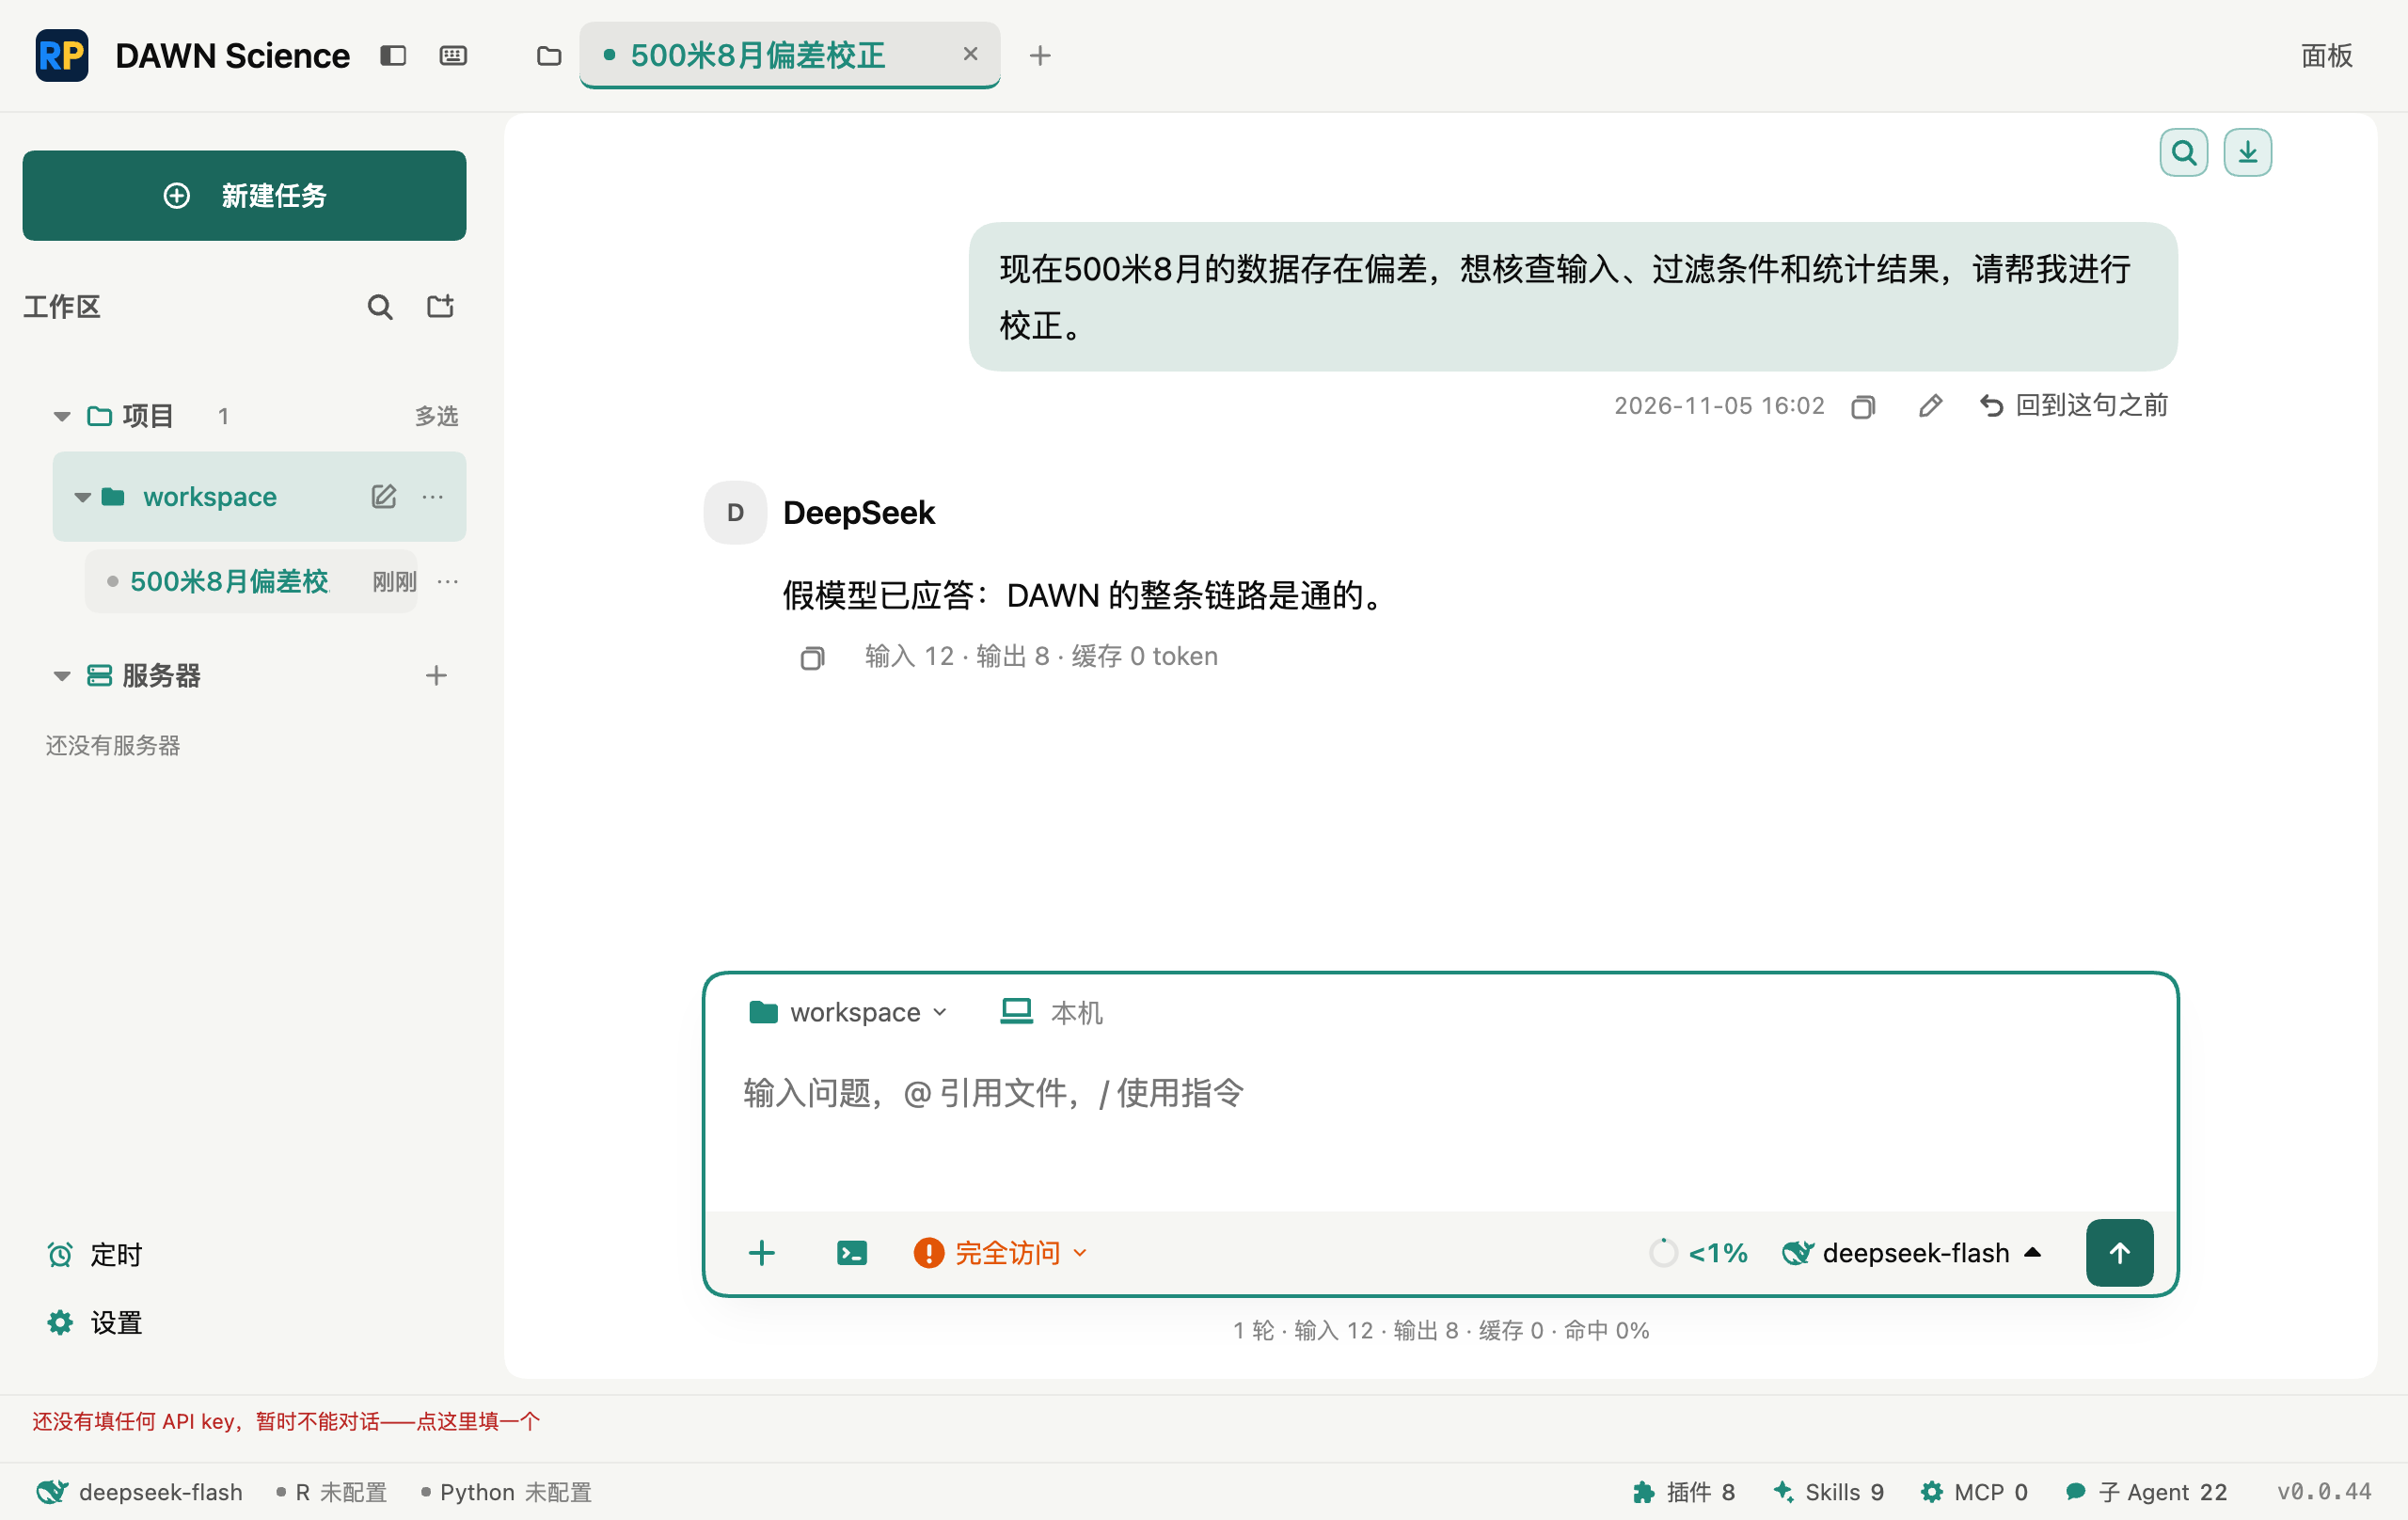 RP DAWN Science
500米8月偏差校正
面板
新建任务
工作区
项目 1 多选
workspace
500米8月偏差校 刚刚
服务器
还没有服务器
定时
设置
现在500米8月的数据存在偏差，想核查输入、过滤条件和统计结果，请帮我进行
校正。
2026-11-05 16:02 回到这句之前
D DeepSeek
假模型已应答：DAWN 的整条链路是通的。
输入 12 · 输出 8 · 缓存 0 token
workspace 本机
输入问题，@ 引用文件，/ 使用指令
完全访问 <1% deepseek-flash
1 轮 · 输入 12 · 输出 8 · 缓存 0 · 命中 0%
还没有填任何 API key，暂时不能对话——点这里填一个
deepseek-flash R 未配置 Python 未配置 插件 8 Skills 9 MCP 0 子 Agent 22 v0.0.44